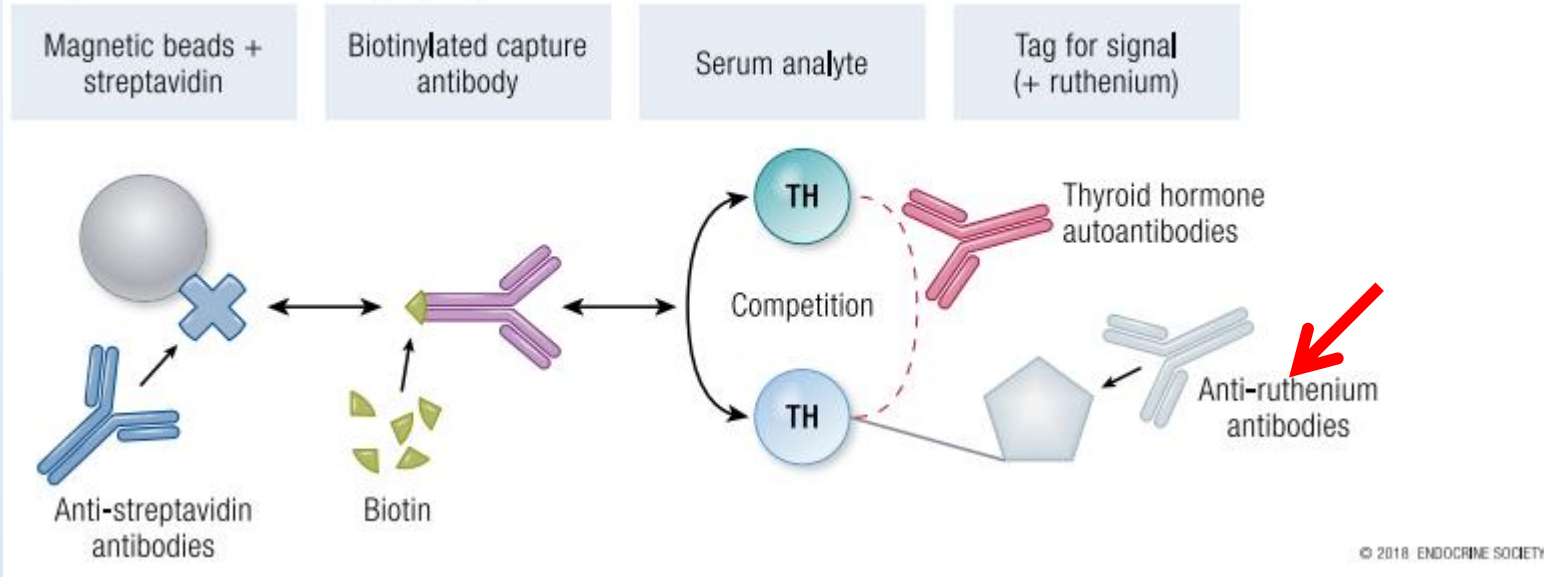 Magnetic beads +
streptavidin
Biotinylated capture
antibody
Serum analyte
Tag for signal
(+ ruthenium)
TH
Thyroid hormone
autoantibodies
Competition
TH
Anti-ruthenium
antibodies
Anti-streptavidin
antibodies
Biotin
© 2018 ENDOCRINE SOCIETY